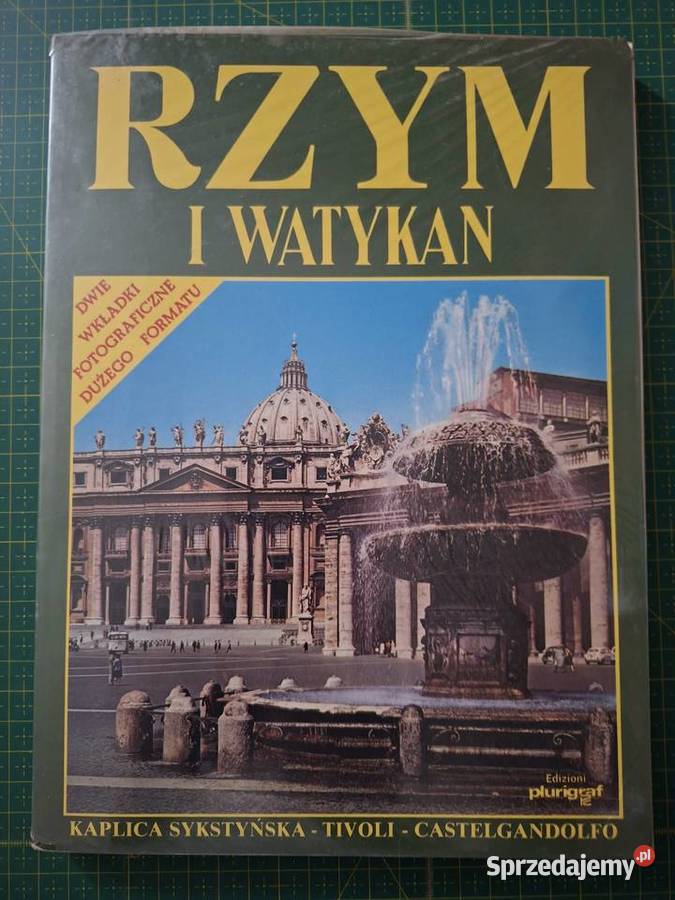 RZYM
I WATYKAN
DWIE
WKŁADKI
FOTOGRAFICZNE
DUŻEGO FORMATU
Edizioni
plurigraf
KAPLICA SYKSTYŃSKA - TIVOLI - CASTELGANDOLFO
Sprzedajemy.pl